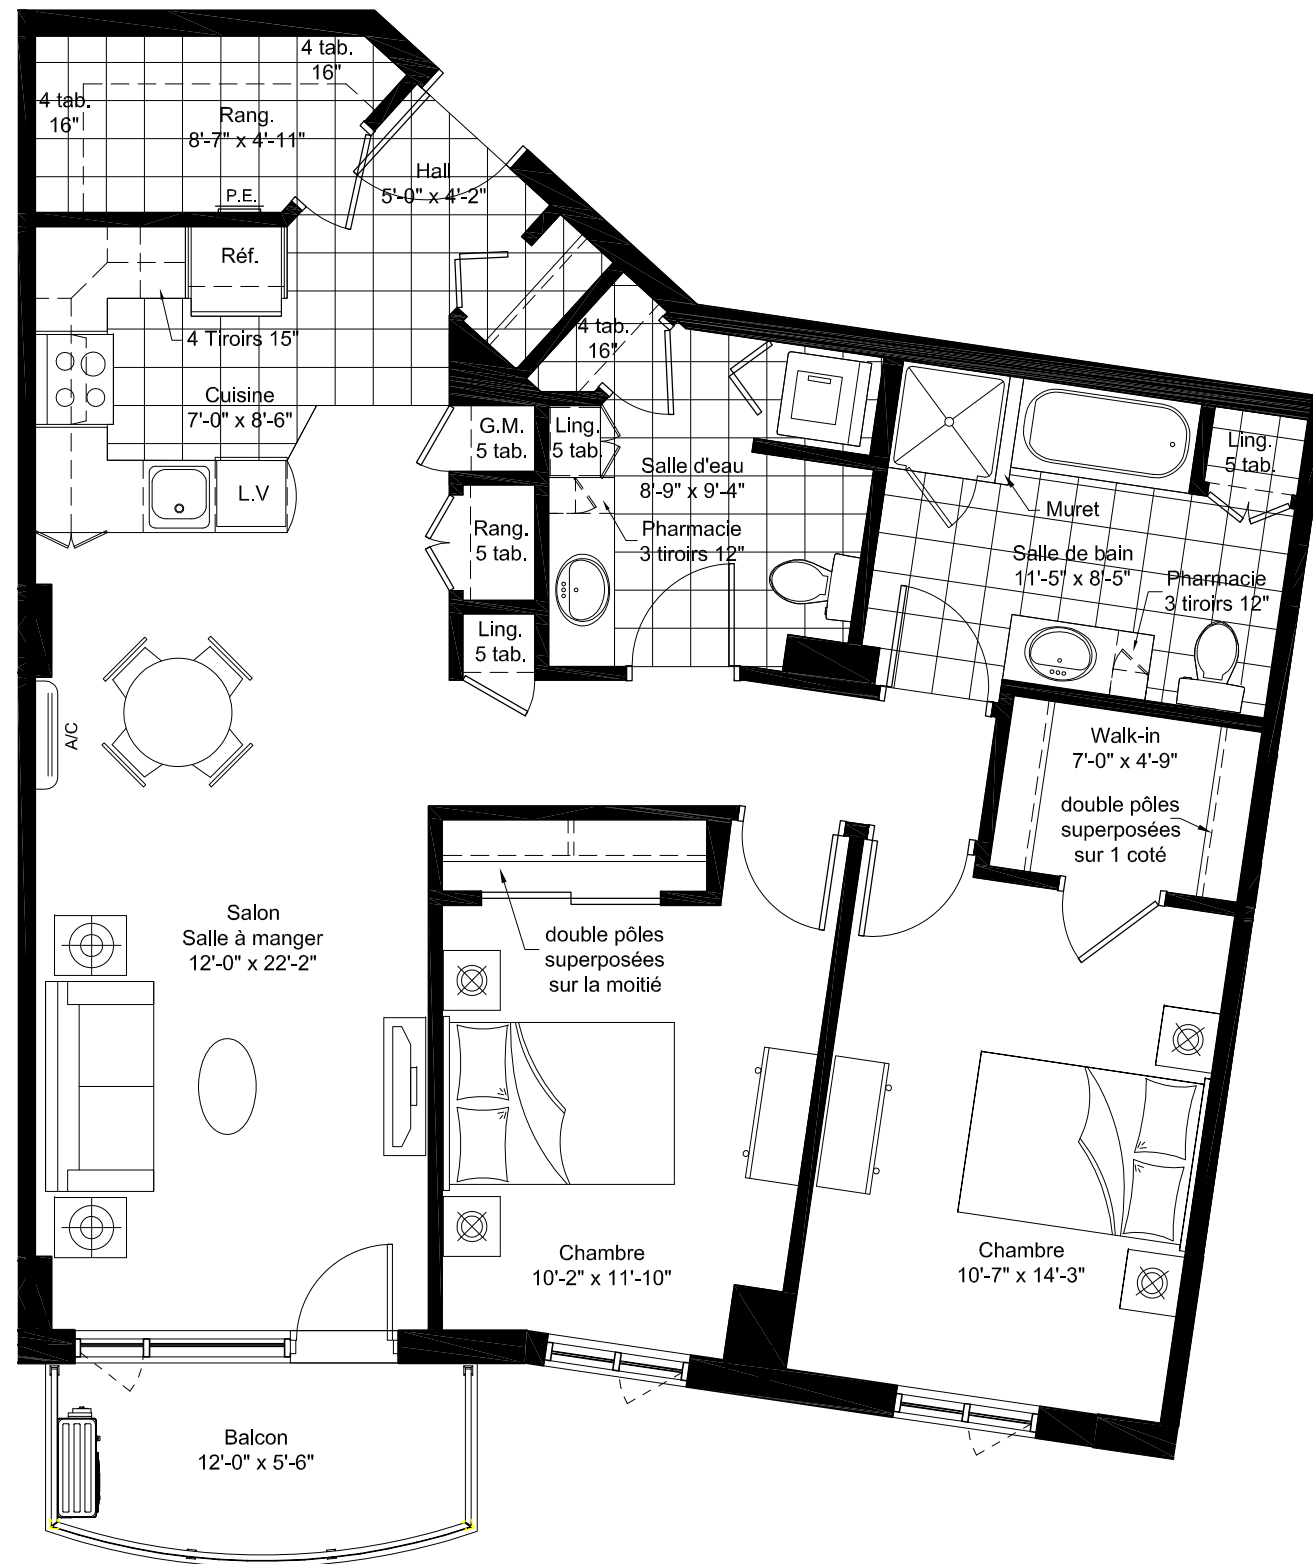 4 tab.
16"
4 tab.
16"
Rang.
8'-7" x 4'-11"
Hall
5'-0" x 4'-2"
P.E.
Réf.
4 Tiroirs 15"
4 tab.
16"
Cuisine
7'-0" x 8'-6"
G.M.
5 tab.
Ling.
5 tab.
Ling.
5 tab.
Salle d'eau
8'-9" x 9'-4"
L.V
Muret
Rang.
5 tab.
Pharmacie
3 tiroirs 12"
Salle de bain
11'-5" x 8'-5"
Pharmacie
3 tiroirs 12"
Ling.
5 tab.
A/C
Walk-in
7'-0" x 4'-9"
double pôles
superposées
sur 1 coté
Salon
Salle à manger
12'-0" x 22'-2"
double pôles
superposées
sur la moitié
Chambre
10'-2" x 11'-10"
Chambre
10'-7" x 14'-3"
Balcon
12'-0" x 5'-6"